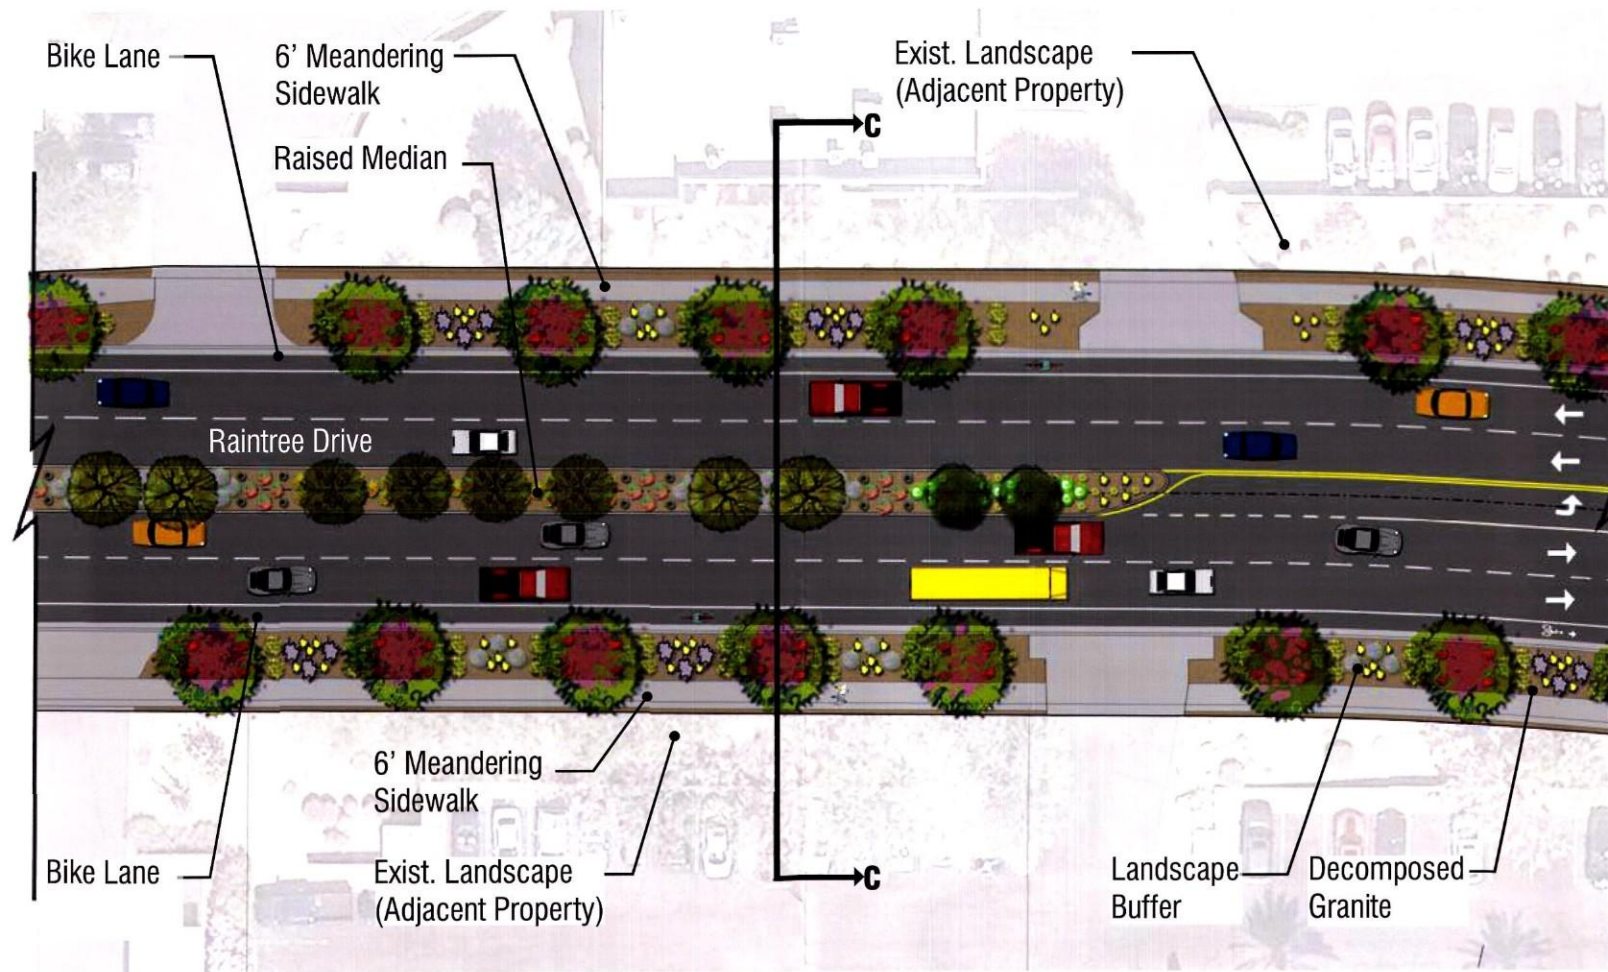 Bike Lane
6’ Meandering
Sidewalk
Raised Median
Exist. Landscape
(Adjacent Property)
C
Raintree Drive
6’ Meandering
Sidewalk
Bike Lane
Exist. Landscape
(Adjacent Property)
C
Landscape
Buffer
Decomposed
Granite